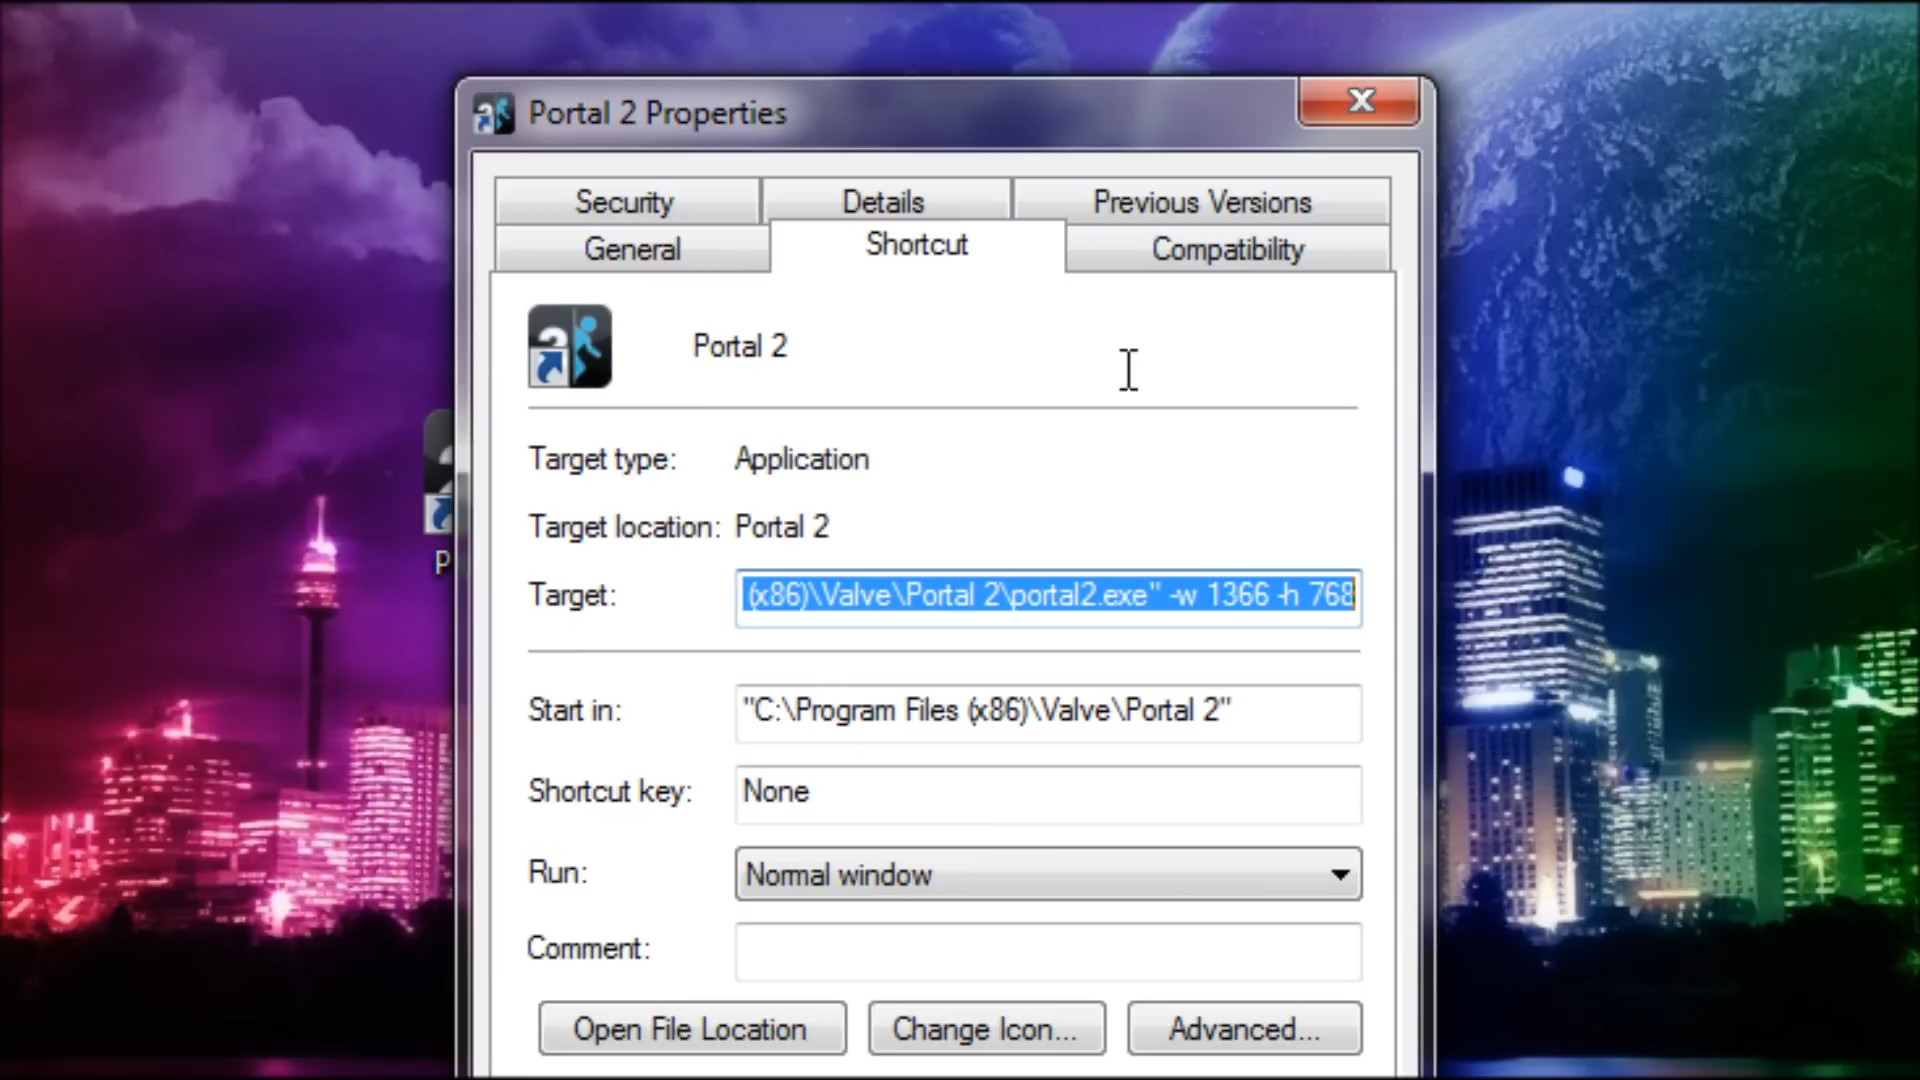 Portal 2 Properties
Security Details Previous Versions
General Shortcut Compatibility
Portal 2
Target type: Application
Target location: Portal 2
Target: (x86)\Valve\Portal 2\portal2.exe" -w 1366 -h 768
Start in: "C:\Program Files (x86)\Valve\Portal 2"
Shortcut key: None
Run: Normal window
Comment:
Open File Location Change Icon... Advanced...
P